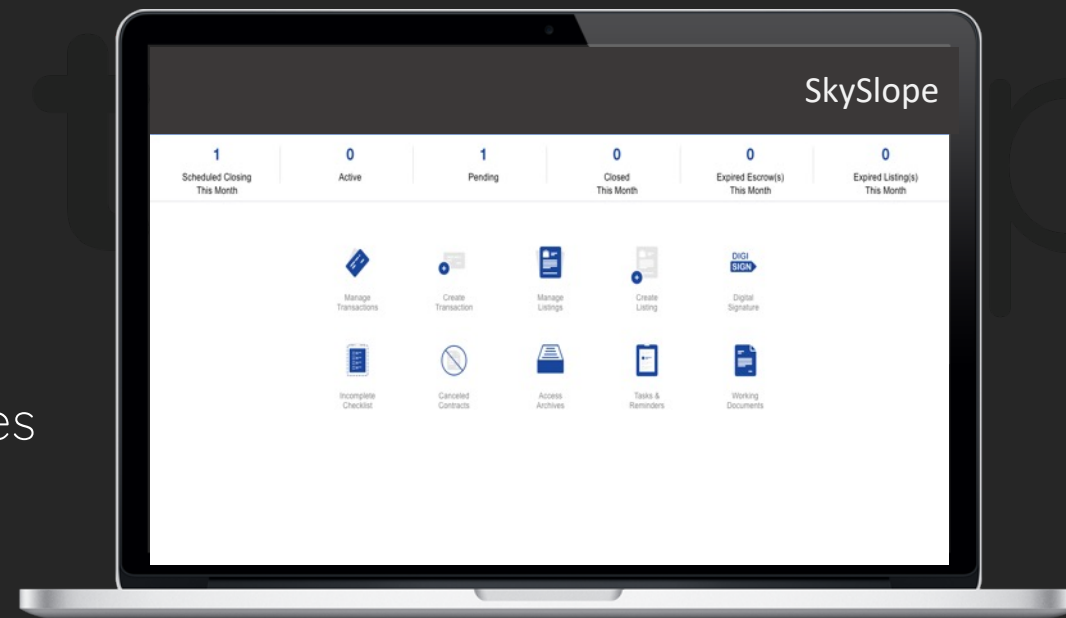 SkySlope
1 0 1 0 0 0
Scheduled Closing Active Pending Closed Expired Escrow(s) Expired Listing(s)
This Month This Month This Month This Month
DIGI
SIGN
Manage Create Manage Create Digital
Transactions Transaction Listings Listing Signature
es
Incomplete Canceled Access Tasks & Working
Checklist Contracts Archives Reminders Documents